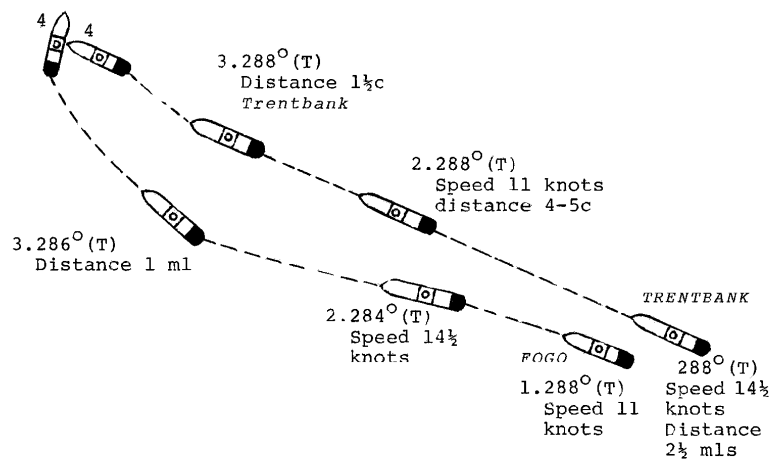 4
4
3.288°(T)
Distance 1½c
Trentbank
2.288°(T)
Speed 11 knots
distance 4-5c
3.286°(T)
Distance 1 ml
2.284°(T)
Speed 14½
knots
TRENTBANK
FOGO
1.288°(T)
Speed 11
knots
288°(T)
Speed 14½
knots
Distance
2½ mls